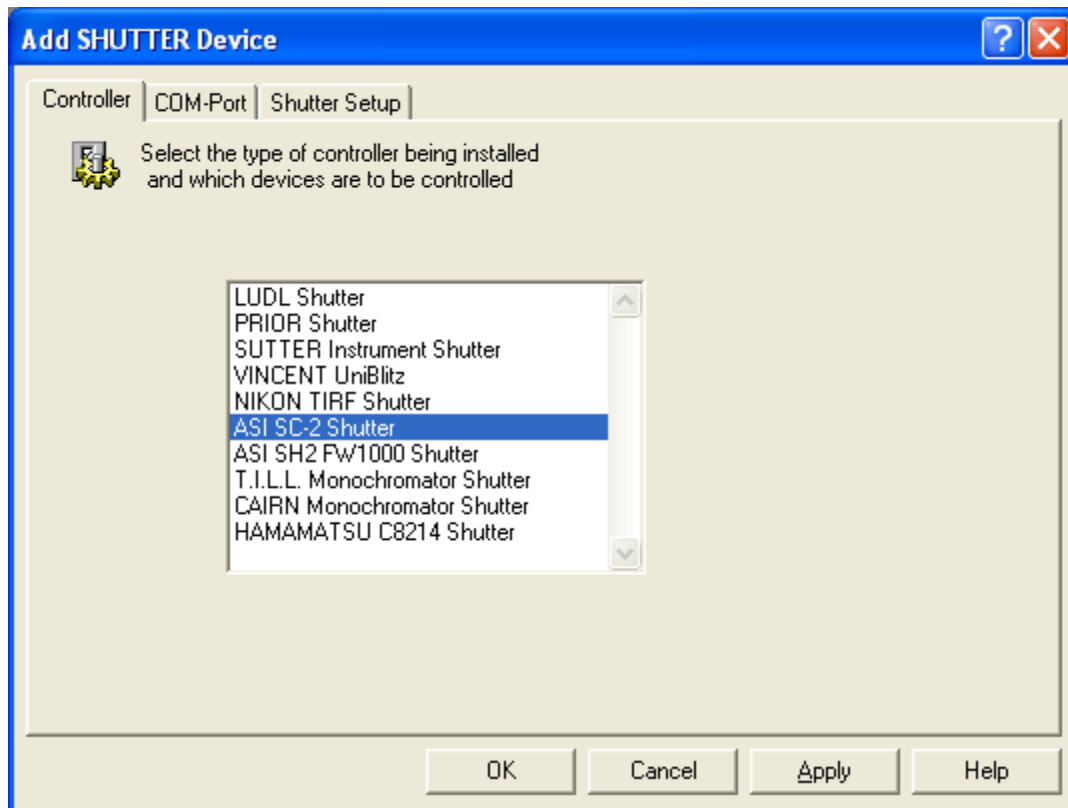 Add SHUTTER Device
Controller
COM-Port
Shutter Setup
Select the type of controller being installed
and which devices are to be controlled
LUDL Shutter
PRIOR Shutter
SUTTER Instrument Shutter
VINCENT UniBlitz
NIKON TIRF Shutter
ASI SC-2 Shutter
ASI SH2 FW1000 Shutter
T.I.L.L. Monochromator Shutter
CAIRN Monochromator Shutter
HAMAMATSU C8214 Shutter
OK
Cancel
Apply
Help